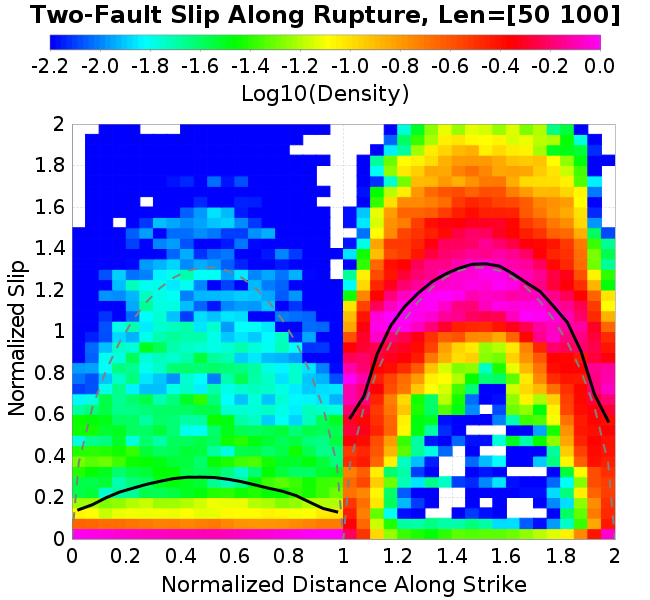 Two-Fault Slip Along Rupture, Len=[50 100]
-2.2 -2.0 -1.8 -1.6 -1.4 -1.2 -1.0 -0.8 -0.6 -0.4 -0.2 0.0
Log10(Density)
2
1.8
1.6
1.4
1.2
1
0.8
0.6
0.4
0.2
0
Normalized Slip
0 0.2 0.4 0.6 0.8 1 1.2 1.4 1.6 1.8 2
Normalized Distance Along Strike